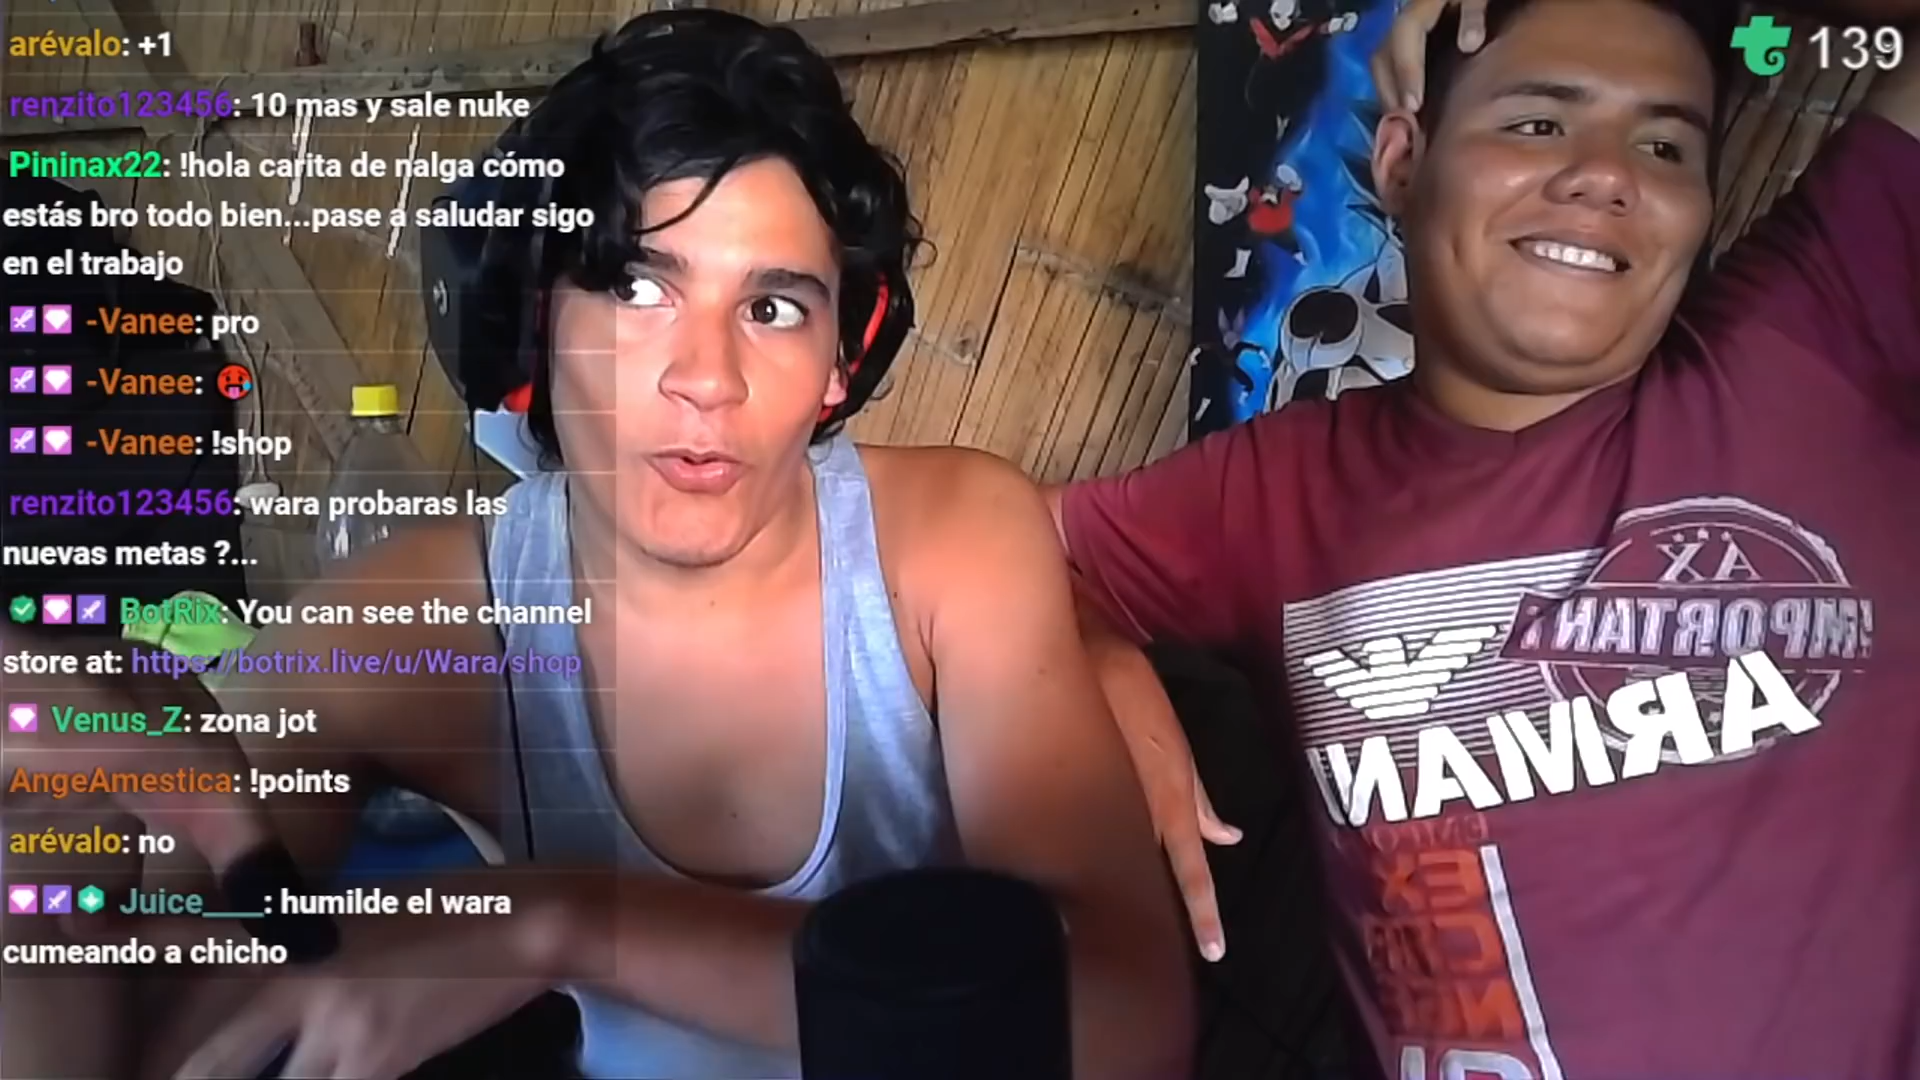 arévalo: +1
139
renzito123456: 10 mas y sale nuke
Pininax22: !hola carita de nalga cómo
estás bro todo bien...pase a saludar sigo
en el trabajo
-Vanee: pro
-Vanee:
-Vanee: !shop
renzito123456: wara probaras las
nuevas metas ?...
BotRix: You can see the channel
store at: https://botrix.live/u/Wara/shop
Venus_Z: zona jot
AngeAmestica: !points
arévalo: no
Juice____: humilde el wara
cumeando a chicho
AX
IMPORTAN
ARMAN